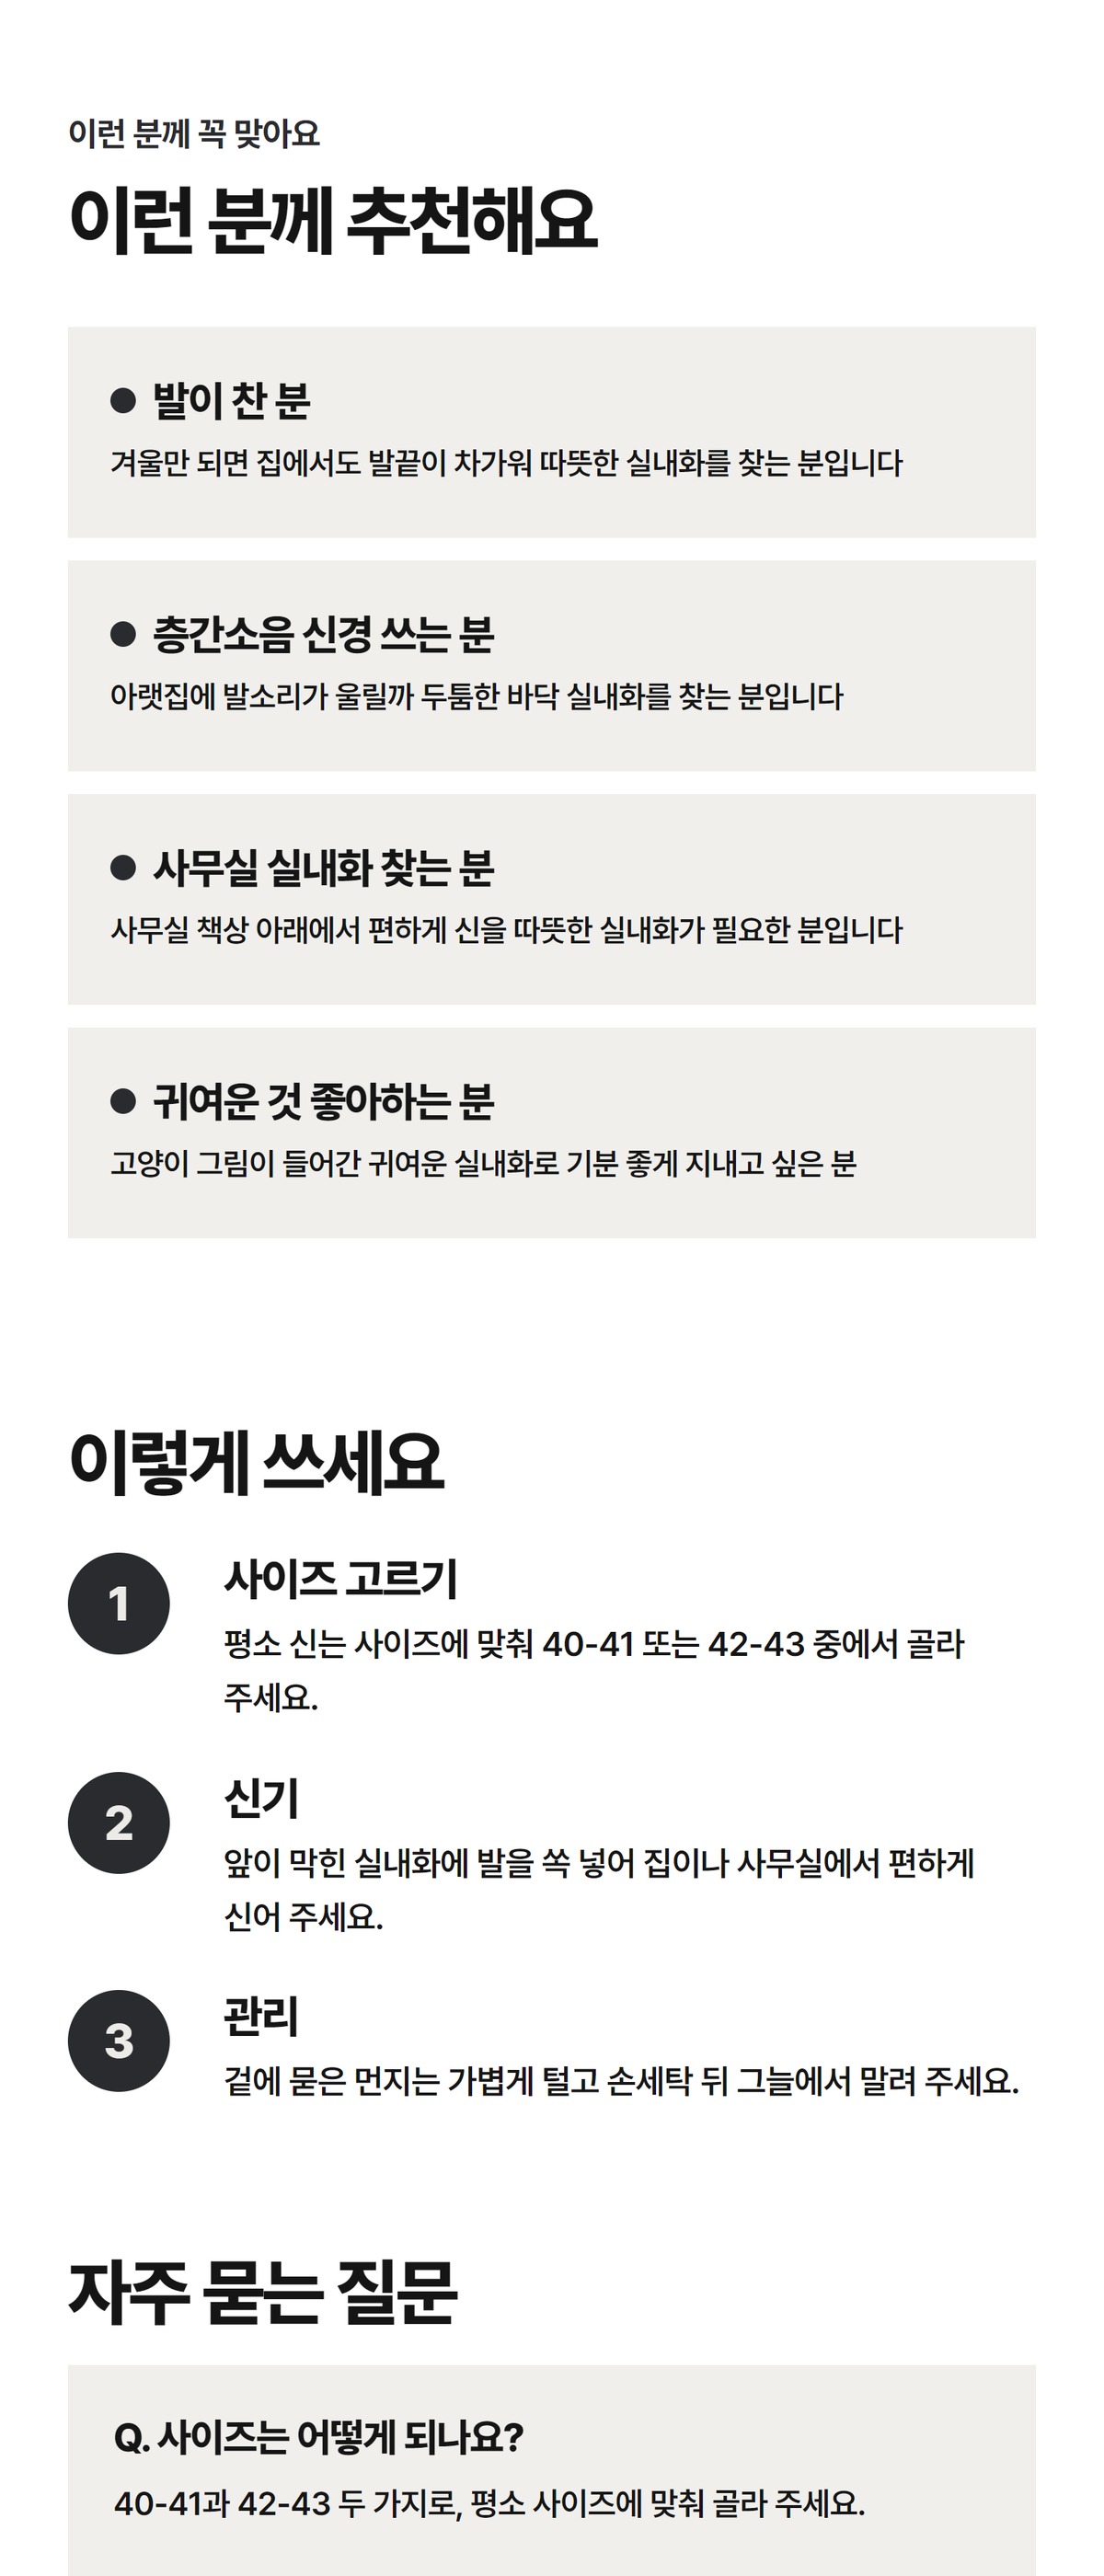 이런 분께 꼭 맞아요
이런 분께 추천해요
발이 찬 분
겨울만 되면 집에서도 발끝이 차가워 따뜻한 실내화를 찾는 분입니다
층간소음 신경 쓰는 분
아랫집에 발소리가 울릴까 두툼한 바닥 실내화를 찾는 분입니다
사무실 실내화 찾는 분
사무실 책상 아래에서 편하게 신을 따뜻한 실내화가 필요한 분입니다
귀여운 것 좋아하는 분
고양이 그림이 들어간 귀여운 실내화로 기분 좋게 지내고 싶은 분
이렇게 쓰세요
1
사이즈 고르기
평소 신는 사이즈에 맞춰 40-41 또는 42-43 중에서 골라
주세요.
2
신기
앞이 막힌 실내화에 발을 쏙 넣어 집이나 사무실에서 편하게
신어 주세요.
3
관리
겉에 묻은 먼지는 가볍게 털고 손세탁 뒤 그늘에서 말려 주세요.
자주 묻는 질문
Q. 사이즈는 어떻게 되나요?
40-41과 42-43 두 가지로, 평소 사이즈에 맞춰 골라 주세요.